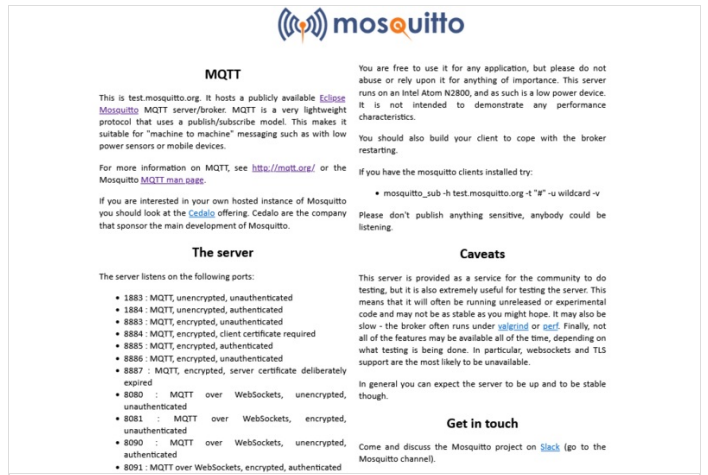 mosquitto
MQTT
This is test.mosquitto.org. It hosts a publicly available Eclipse
Mosquitto MQTT server/broker. MQTT is a very lightweight
protocol that uses a publish/subscribe model. This makes it
suitable for "machine to machine" messaging such as with low
power sensors or mobile devices.
For more information on MQTT, see http://mqtt.org/ or the
Mosquitto MQTT man page.
If you are interested in your own hosted instance of Mosquitto
you should look at the Cedalo offering. Cedalo are the company
that sponsor the main development of Mosquitto.
The server
The server listens on the following ports:
• 1883 : MQTT, unencrypted, unauthenticated
• 1884 : MQTT, unencrypted, authenticated
• 8883 : MQTT, encrypted, unauthenticated
• 8884 : MQTT, encrypted, client certificate required
• 8885 : MQTT, encrypted, authenticated
• 8886 : MQTT, encrypted, unauthenticated
• 8887 : MQTT, encrypted, server certificate deliberately
expired
• 8080 : MQTT over WebSockets, unencrypted,
unauthenticated
• 8081 : MQTT over WebSockets, encrypted,
unauthenticated
• 8090 : MQTT over WebSockets, unencrypted,
authenticated
• 8091 : MQTT over WebSockets, encrypted, authenticated
You are free to use it for any application, but please do not
abuse or rely upon it for anything of importance. This server
runs on an Intel Atom N2800, and as such is a low power device.
It is not intended to demonstrate any performance
characteristics.
You should also build your client to cope with the broker
restarting.
If you have the mosquitto clients installed try:
• mosquitto_sub -h test.mosquitto.org -t "#" -u wildcard -v
Please don't publish anything sensitive, anybody could be
listening.
Caveats
This server is provided as a service for the community to do
testing, but it is also extremely useful for testing the server. This
means that it will often be running unreleased or experimental
code and may not be as stable as you might hope. It may also be
slow - the broker often runs under valgrind or perf. Finally, not
all of the features may be available all of the time, depending on
what testing is being done. In particular, websockets and TLS
support are the most likely to be unavailable.
In general you can expect the server to be up and to be stable
though.
Get in touch
Come and discuss the Mosquitto project on Slack (go to the
Mosquitto channel).